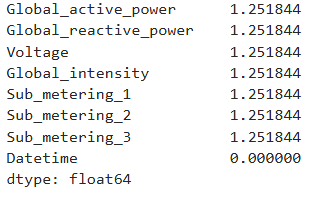 Global_active_power      1.251844
Global_reactive_power    1.251844
Voltage                  1.251844
Global_intensity         1.251844
Sub_metering_1           1.251844
Sub_metering_2           1.251844
Sub_metering_3           1.251844
Datetime                 0.000000
dtype: float64